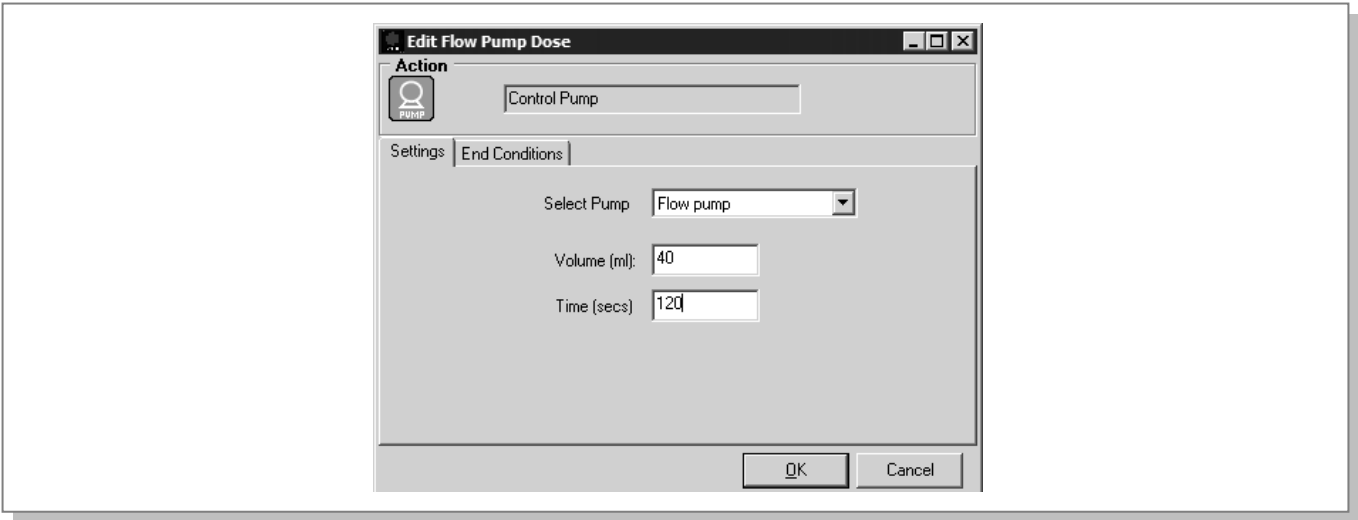 Edit Flow Pump Dose
Action
PUMP
Control Pump
Settings End Conditions
Select Pump Flow pump
Volume (ml): 40
Time (secs) 120
OK Cancel